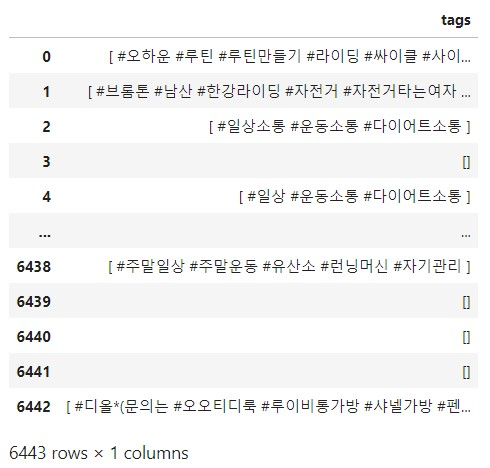 tags
0 [ #오하운 #루틴 #루틴만들기 #라이딩 #싸이클 #사이...
1 [ #브롬톤 #남산 #한강라이딩 #자전거 #자전거타는여자 ...
2 [ #일상소통 #운동소통 #다이어트소통 ]
3 []
4 [ #일상 #운동소통 #다이어트소통 ]
... ...
6438 [ #주말일상 #주말운동 #유산소 #런닝머신 #자기관리 ]
6439 []
6440 []
6441 []
6442 [ #디올*(문의는 #오오티디룩 #루이비통가방 #샤넬가방 #펜...
6443 rows × 1 columns